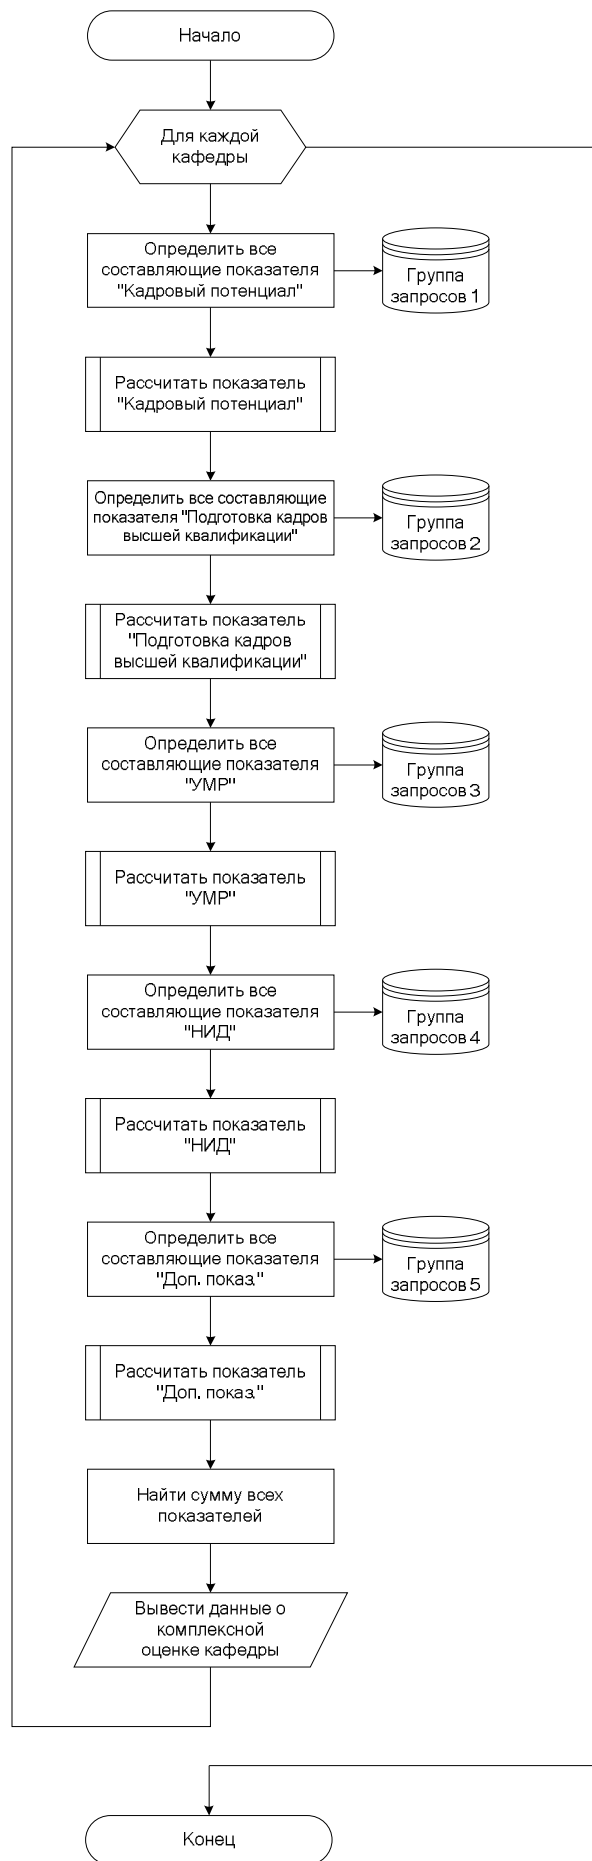 Начало
Для каждой
кафедры
Определить все
составляющие показателя
"Кадровый потенциал"
Группа
запросов 1
Рассчитать показатель
"Кадровый потенциал"
Определить все составляющие
показателя "Подготовка кадров
высшей квалификации"
Группа
запросов 2
Рассчитать показатель
"Подготовка кадров
высшей квалификации"
Определить все
составляющие показателя
"УМР"
Группа
запросов 3
Рассчитать показатель
"УМР"
Определить все
составляющие показателя
"НИД"
Группа
запросов 4
Рассчитать показатель
"НИД"
Определить все
составляющие показателя
"Доп. показ."
Группа
запросов 5
Рассчитать показатель
"Доп. показ."
Найти сумму всех
показателей
Вывести данные о
комплексной
оценке кафедры
Конец